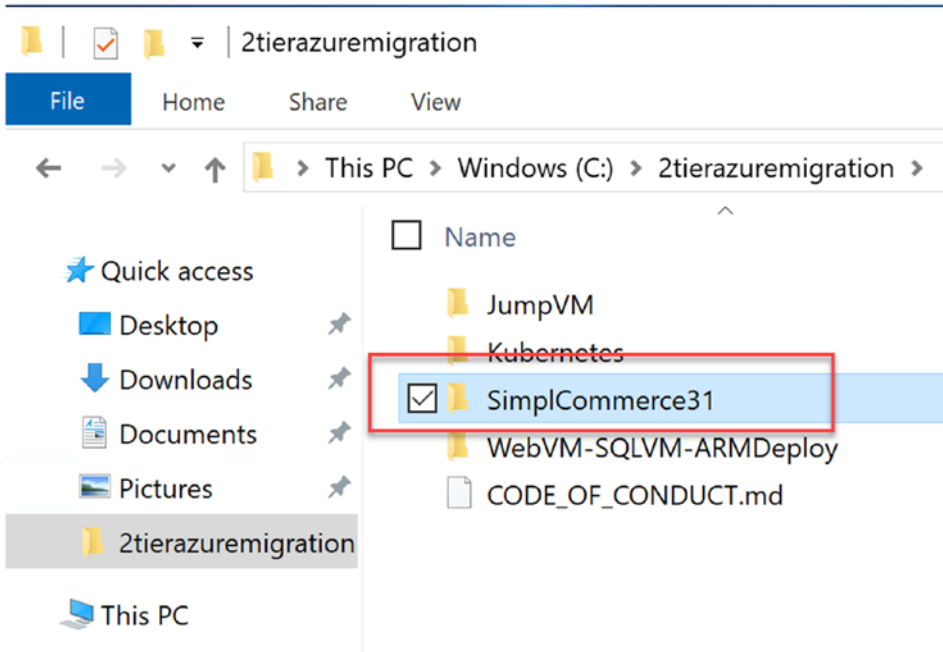 2tierazuremigration
File Home Share View
This PC Windows (C:) 2tierazuremigration
Name
Quick access
Desktop
Downloads
Documents
Pictures
2tierazuremigration
This PC
JumpVM
Kubernetes
SimplCommerce31
WebVM-SQLVM-ARMDeploy
CODE_OF_CONDUCT.md